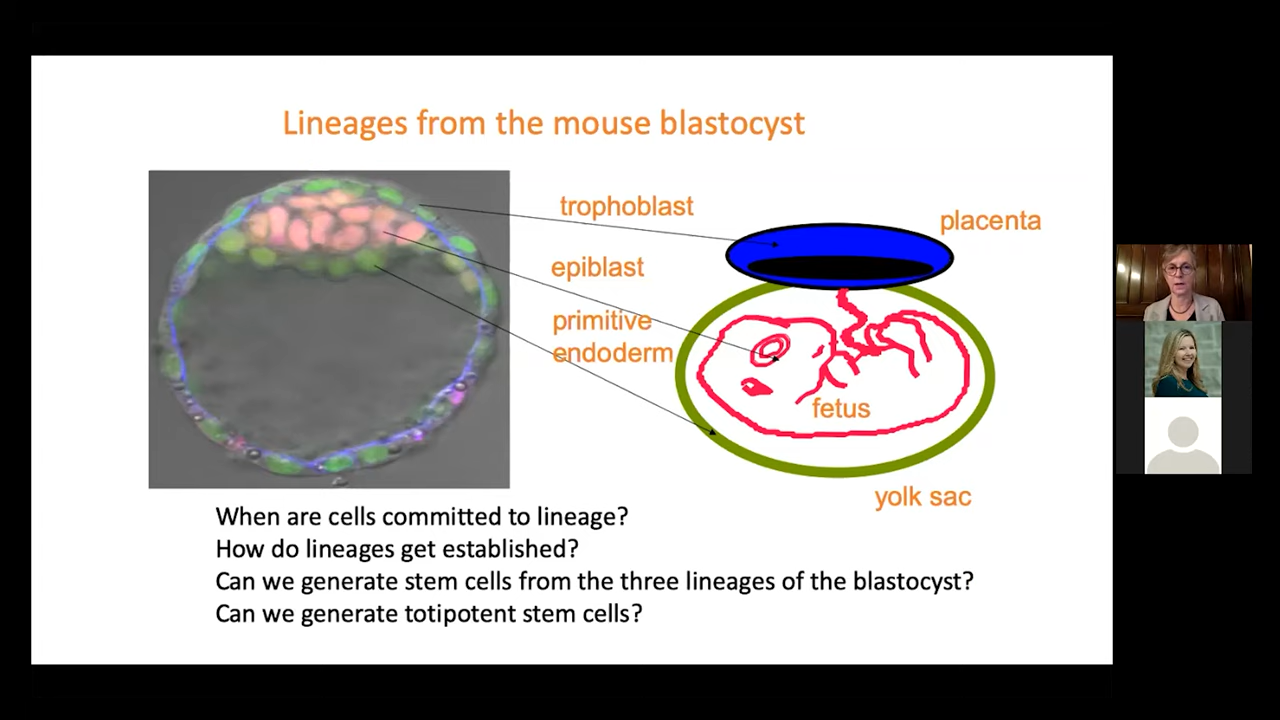 Lineages from the mouse blastocyst
trophoblast
placenta
epiblast
primitive
endoderm
fetus
yolk sac
When are cells committed to lineage?
How do lineages get established?
Can we generate stem cells from the three lineages of the blastocyst?
Can we generate totipotent stem cells?